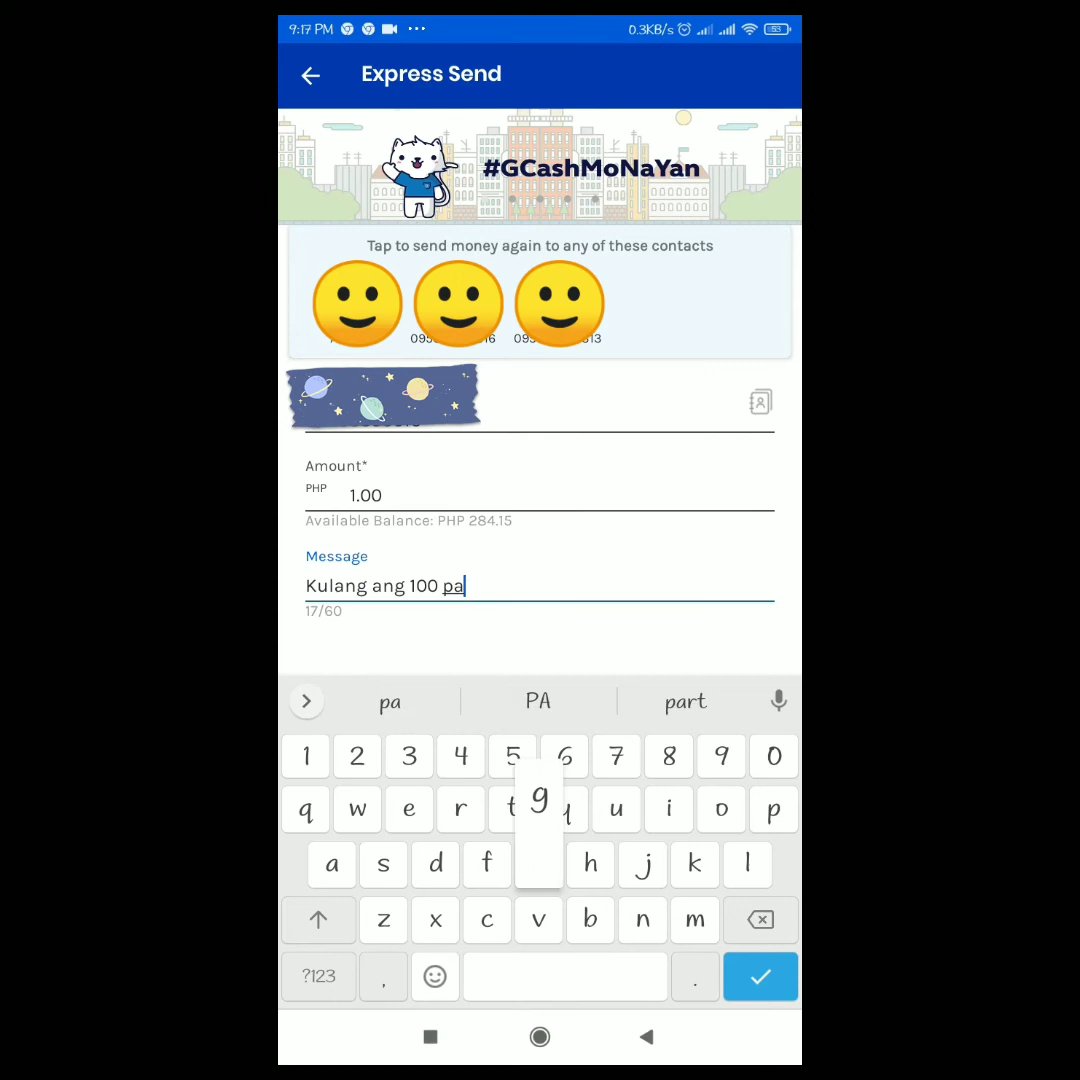 9:17 PM
0.3KB/s
53
Express Send
#GCashMoNaYan
Tap to send money again to any of these contacts
Amount*
PHP 1.00
Available Balance: PHP 284.15
Message
Kulang ang 100 pa
17/60
pa PA part
1 2 3 4 5 6 7 8 9 0
q w e r t y u i o p
g
a s d f h j k l
z x c v b n m
?123 , .